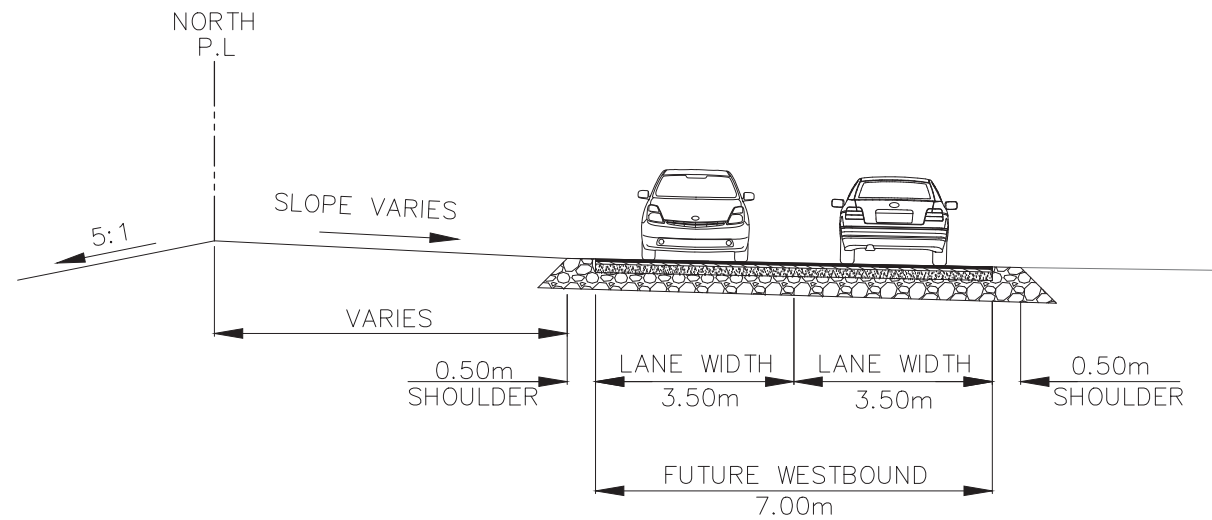 NORTH
P.L
5:1
SLOPE VARIES
VARIES
0.50m
SHOULDER
LANE WIDTH
3.50m
LANE WIDTH
3.50m
0.50m
SHOULDER
FUTURE WESTBOUND
7.00m